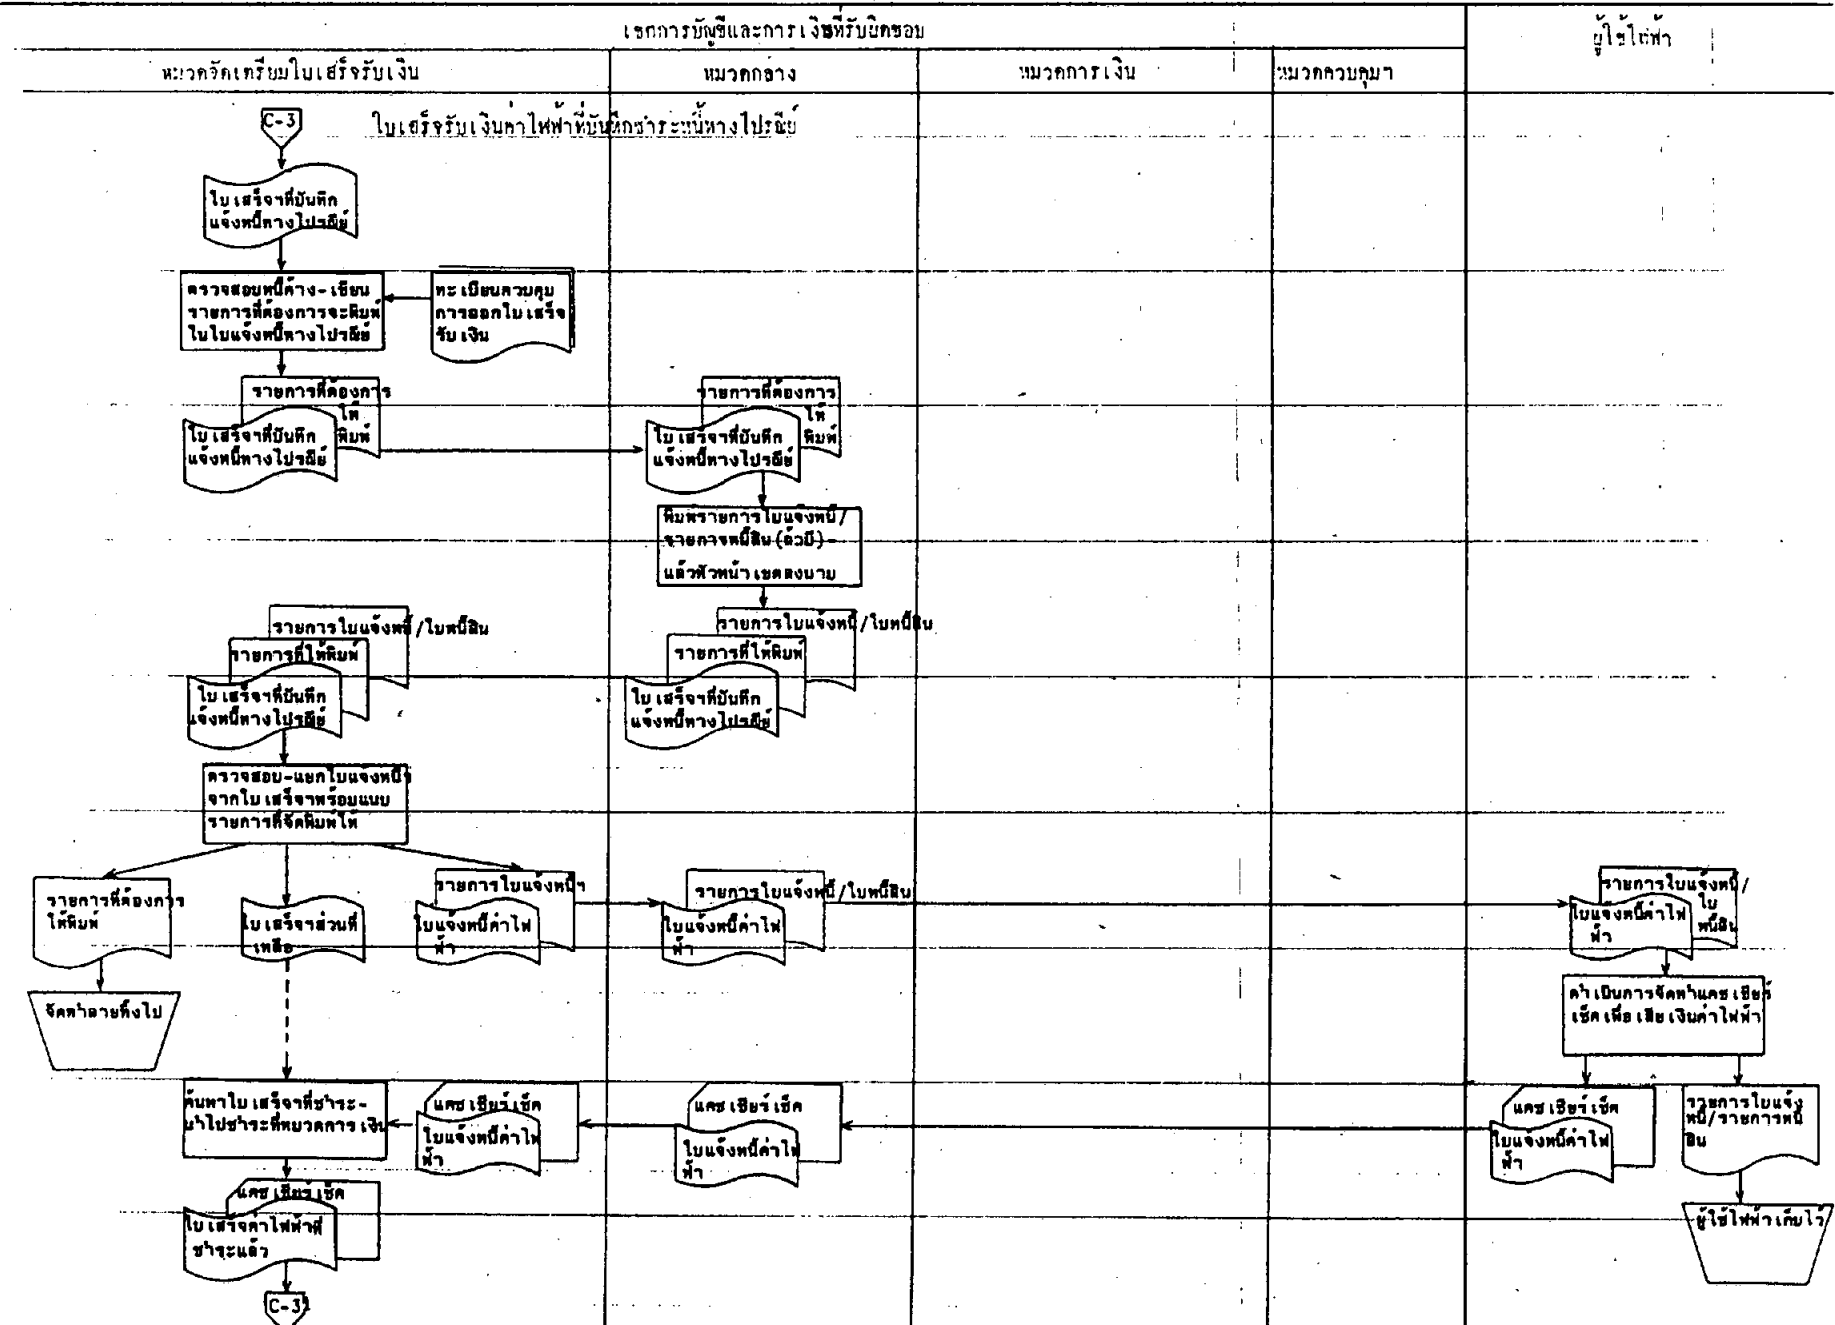 เขตการบัญชีและการเงินที่รับผิดชอบ
ผู้ใช้ไฟฟ้า
หมวดจัดเตรียมใบเสร็จรับเงิน
หมวดกลาง
หมวดการเงิน
หมวดควบคุมฯ
C-3
ใบเสร็จรับเงินค่าไฟฟ้าที่บันทึกชำระหนี้ทางไปรณีย์
ใบเสร็จฯที่บันทึก
แจ้งหนี้ทางไปรณีย์
ตรวจสอบหนี้ค้าง-เขียน
รายการที่ต้องการจะพิมพ์
ในใบแจ้งหนี้ทางไปรณีย์
ทะเบียนควบคุม
การออกใบเสร็จ
รับเงิน
รายการที่ต้องการ
ให้
พิมพ์
ใบเสร็จฯที่บันทึก
แจ้งหนี้ทางไปรณีย์
รายการที่ต้องการ
ให้
พิมพ์
ใบเสร็จฯที่บันทึก
แจ้งหนี้ทางไปรณีย์
พิมพ์รายการใบแจ้งหนี้/
รายการหนี้สิน(ถ้ามี)-
แล้วหัวหน้าเขตลงนาม
รายการใบแจ้งหนี้/ใบหนี้สิน
รายการที่ให้พิมพ์
ใบเสร็จฯที่บันทึก
แจ้งหนี้ทางไปรณีย์
รายการใบแจ้งหนี้/ใบหนี้สิน
รายการที่ให้พิมพ์
ใบเสร็จฯที่บันทึก
แจ้งหนี้ทางไปรณีย์
ตรวจสอบ-แยกใบแจ้งหนี้ฯ
จากใบเสร็จฯพร้อมแนบ
รายการที่จัดพิมพ์ให้
รายการที่ต้องการ
ให้พิมพ์
ใบเสร็จฯส่วนที่
เหลือ
รายการใบแจ้งหนี้ฯ
ใบแจ้งหนี้ค่าไฟ
ฟ้า
รายการใบแจ้งหนี้/ใบหนี้สิน
ใบแจ้งหนี้ค่าไฟ
ฟ้า
รายการใบแจ้งหนี้/
ใบ
หนี้สิน
ใบแจ้งหนี้ค่าไฟ
ฟ้า
จัดทำลายทิ้งไป
ดำเนินการจัดทำแคชเชียร์
เช็คเพื่อเสียเงินค่าไฟฟ้า
ค้นหาใบเสร็จฯที่ชำระ-
นำไปชำระที่หมวดการเงิน
แคชเชียร์เช็ค
ใบแจ้งหนี้ค่าไฟ
ฟ้า
แคชเชียร์เช็ค
ใบแจ้งหนี้ค่าไฟ
ฟ้า
แคชเชียร์เช็ค
ใบแจ้งหนี้ค่าไฟ
ฟ้า
รายการใบแจ้ง
หนี้/รายการหนี้
สิน
แคชเชียร์เช็ค
ใบเสร็จค่าไฟฟ้าที่
ชำระแล้ว
ผู้ใช้ไฟฟ้าเก็บไว้